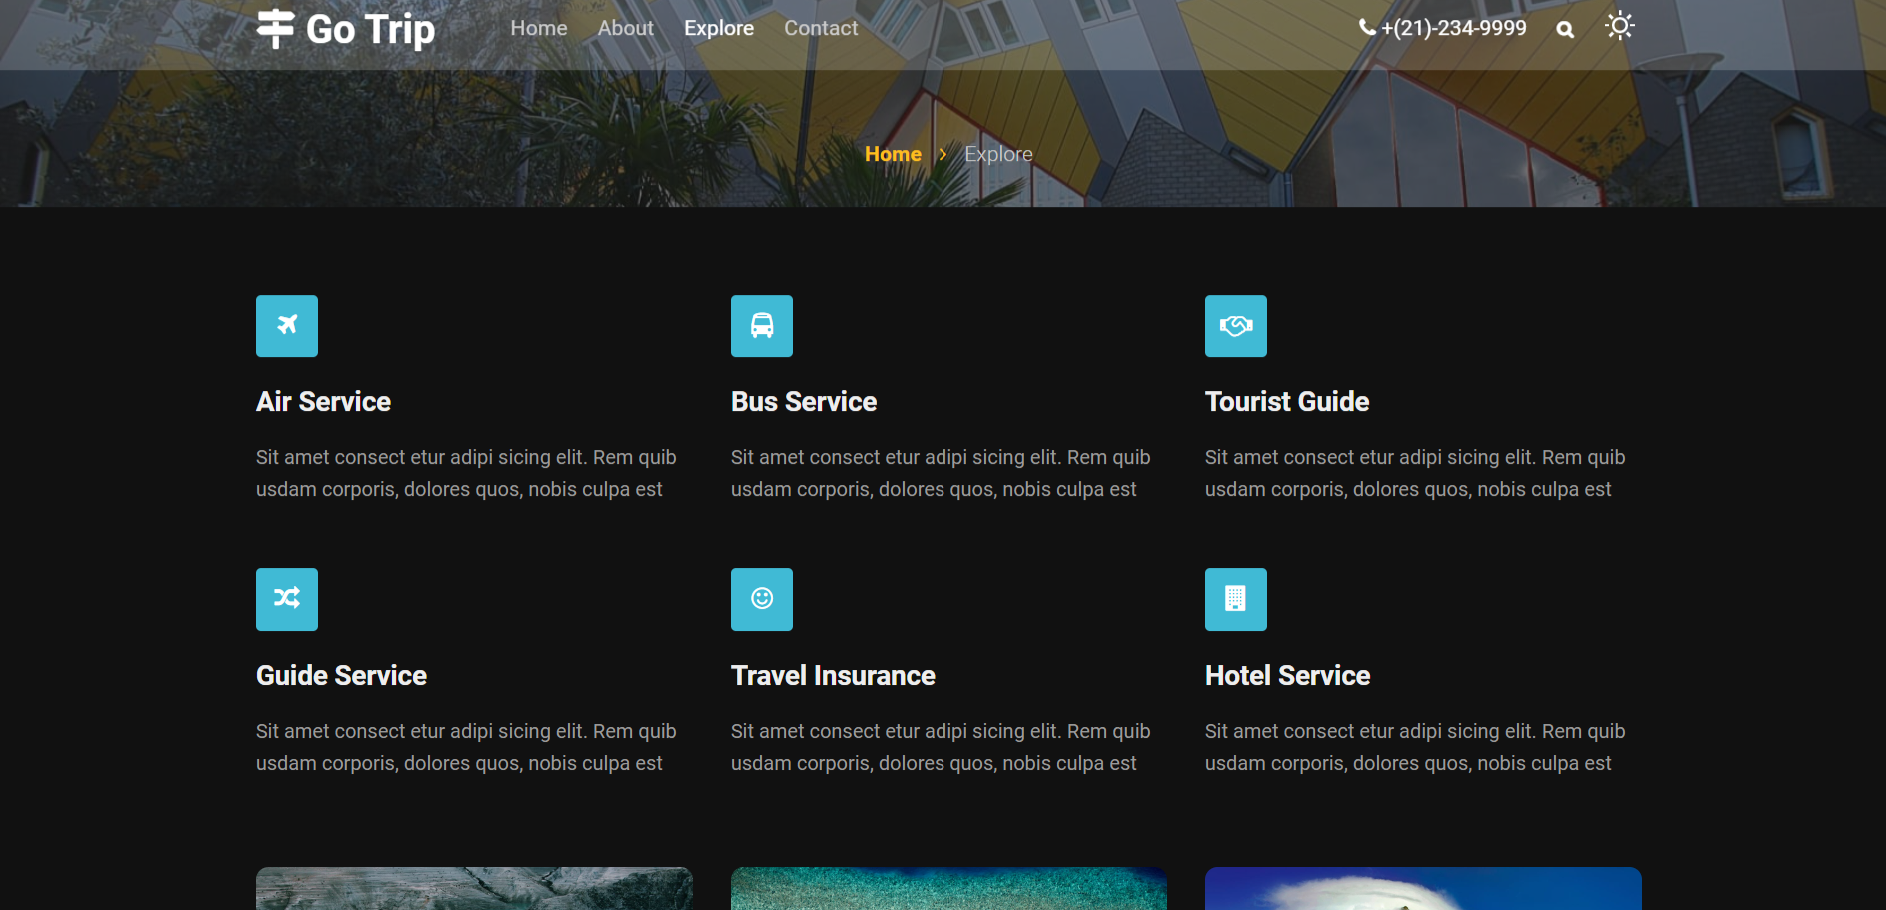 Go Trip Home About Explore Contact +(21)-234-9999
Home › Explore
Air Service Bus Service Tourist Guide
Sit amet consect etur adipi sicing elit. Rem quib Sit amet consect etur adipi sicing elit. Rem quib Sit amet consect etur adipi sicing elit. Rem quib
usdam corporis, dolores quos, nobis culpa est usdam corporis, dolores quos, nobis culpa est usdam corporis, dolores quos, nobis culpa est
Guide Service Travel Insurance Hotel Service
Sit amet consect etur adipi sicing elit. Rem quib Sit amet consect etur adipi sicing elit. Rem quib Sit amet consect etur adipi sicing elit. Rem quib
usdam corporis, dolores quos, nobis culpa est usdam corporis, dolores quos, nobis culpa est usdam corporis, dolores quos, nobis culpa est